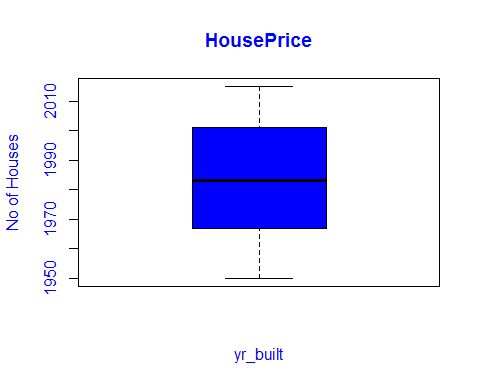 HousePrice
No of Houses
2010
1990
1970
1950
yr_built